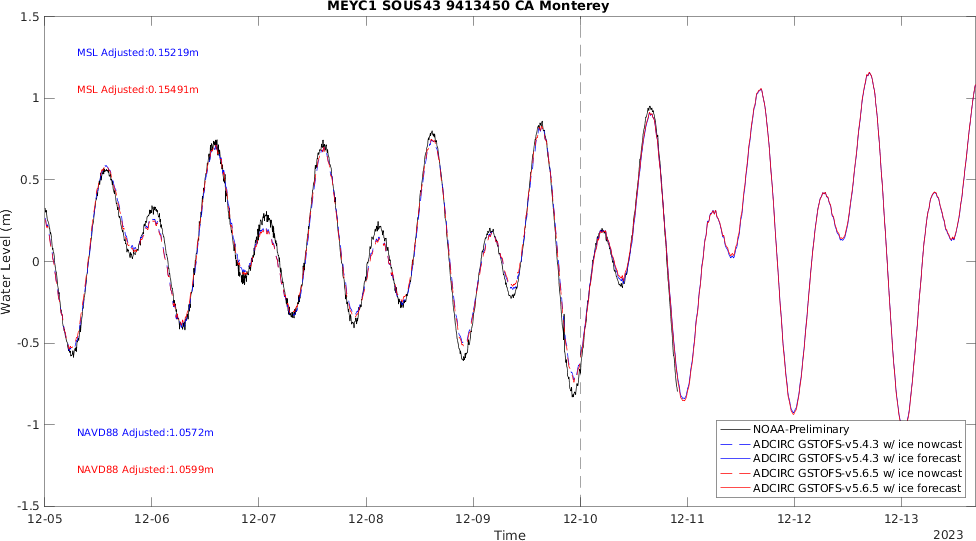 MEYC1 SOUS43 9413450 CA Monterey
1.5
MSL Adjusted:0.15219m
MSL Adjusted:0.15491m
1
0.5
Water Level (m)
0
-0.5
-1
NAVD88 Adjusted:1.0572m
NAVD88 Adjusted:1.0599m
NOAA-Preliminary
ADCIRC GSTOFS-v5.4.3 w/ ice nowcast
ADCIRC GSTOFS-v5.4.3 w/ ice forecast
ADCIRC GSTOFS-v5.6.5 w/ ice nowcast
ADCIRC GSTOFS-v5.6.5 w/ ice forecast
-1.5
12-05 12-06 12-07 12-08 12-09 12-10 12-11 12-12 12-13
Time
2023